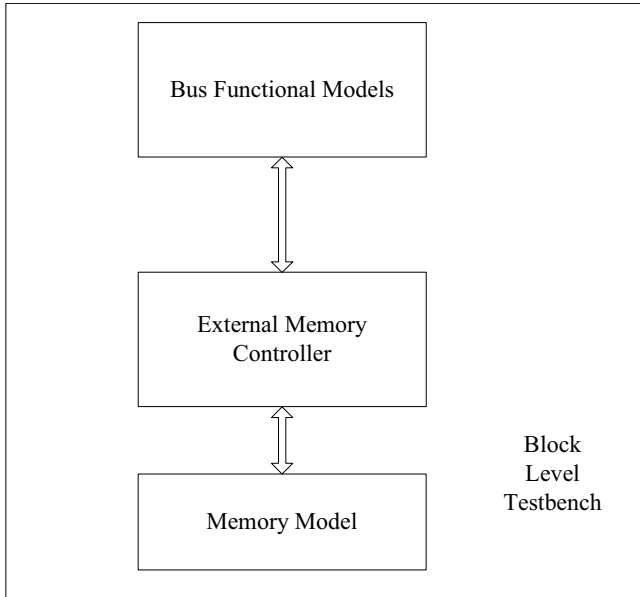 Bus Functional Models
External Memory
Controller
Memory Model
Block
Level
Testbench